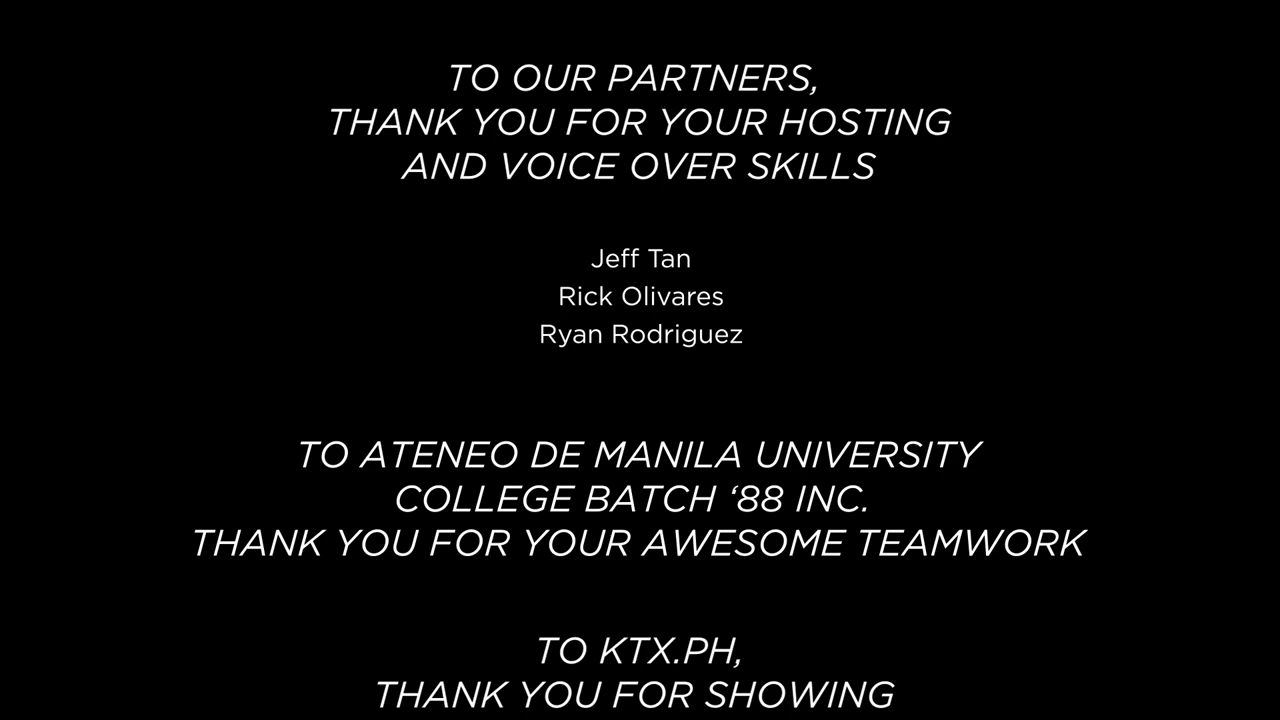 TO OUR PARTNERS,
THANK YOU FOR YOUR HOSTING
AND VOICE OVER SKILLS
Jeff Tan
Rick Olivares
Ryan Rodriguez
TO ATENEO DE MANILA UNIVERSITY
COLLEGE BATCH ‘88 INC.
THANK YOU FOR YOUR AWESOME TEAMWORK
TO KTX.PH,
THANK YOU FOR SHOWING